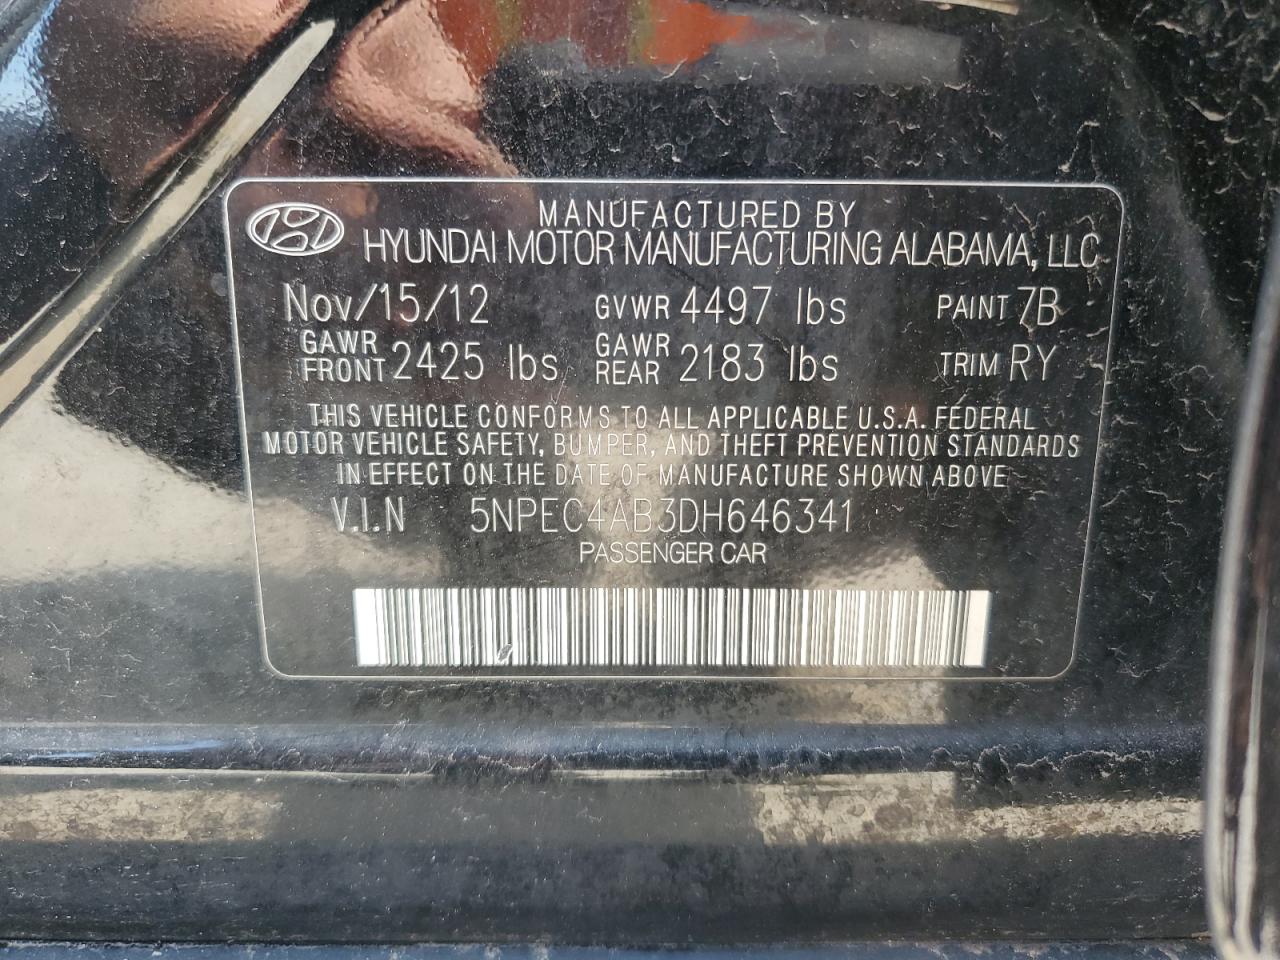 MANUFACTURED BY
HYUNDAI MOTOR MANUFACTURING ALABAMA, LLC
Nov/15/12 GVWR 4497 lbs PAINT 7B
GAWR FRONT 2425 lbs GAWR REAR 2183 lbs TRIM RY
THIS VEHICLE CONFORMS TO ALL APPLICABLE U.S.A. FEDERAL
MOTOR VEHICLE SAFETY, BUMPER, AND THEFT PREVENTION STANDARDS
IN EFFECT ON THE DATE OF MANUFACTURE SHOWN ABOVE
V.I.N 5NPEC4AB3DH646341
PASSENGER CAR